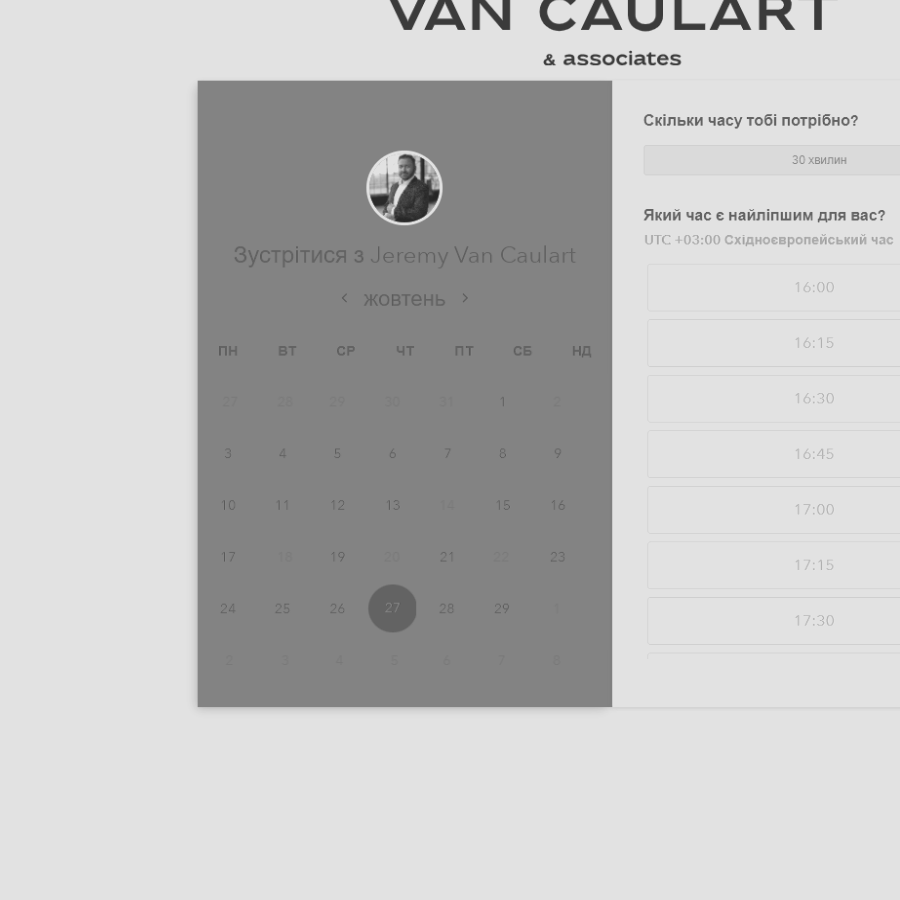 VAN CAULART
& associates
Зустрітися з Jeremy Van Caulart
жовтень
ПН ВТ СР ЧТ ПТ СБ НД
27 28 29 30 31 1 2
3 4 5 6 7 8 9
10 11 12 13 14 15 16
17 18 19 20 21 22 23
24 25 26 27 28 29 1
2 3 4 5 6 7 8
Скільки часу тобі потрібно?
30 хвилин
Який час є найліпшим для вас?
UTC +03:00 Східноєвропейський час
16:00
16:15
16:30
16:45
17:00
17:15
17:30